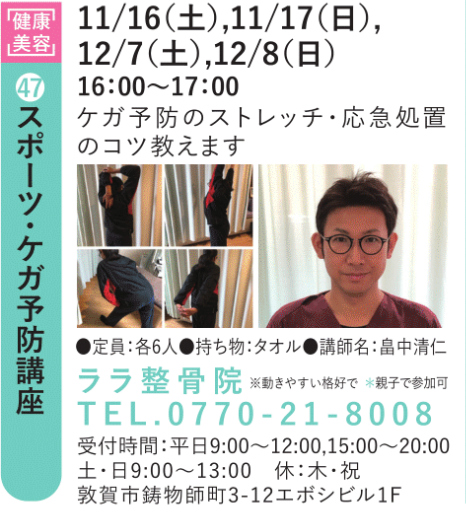 健康
美容
47
スポーツ・ケガ予防講座
11/16(土),11/17(日),
12/7(土),12/8(日)
16:00〜17:00
ケガ予防のストレッチ・応急処置
のコツ教えます
●定員:各6人●持ち物:タオル●講師名:畠中清仁
ララ整骨院 ※動きやすい格好で ＊親子で参加可
TEL.0770-21-8008
受付時間:平日9:00〜12:00,15:00〜20:00
土・日9:00〜13:00 休:木・祝
敦賀市鋳物師町3-12エボシビル1F